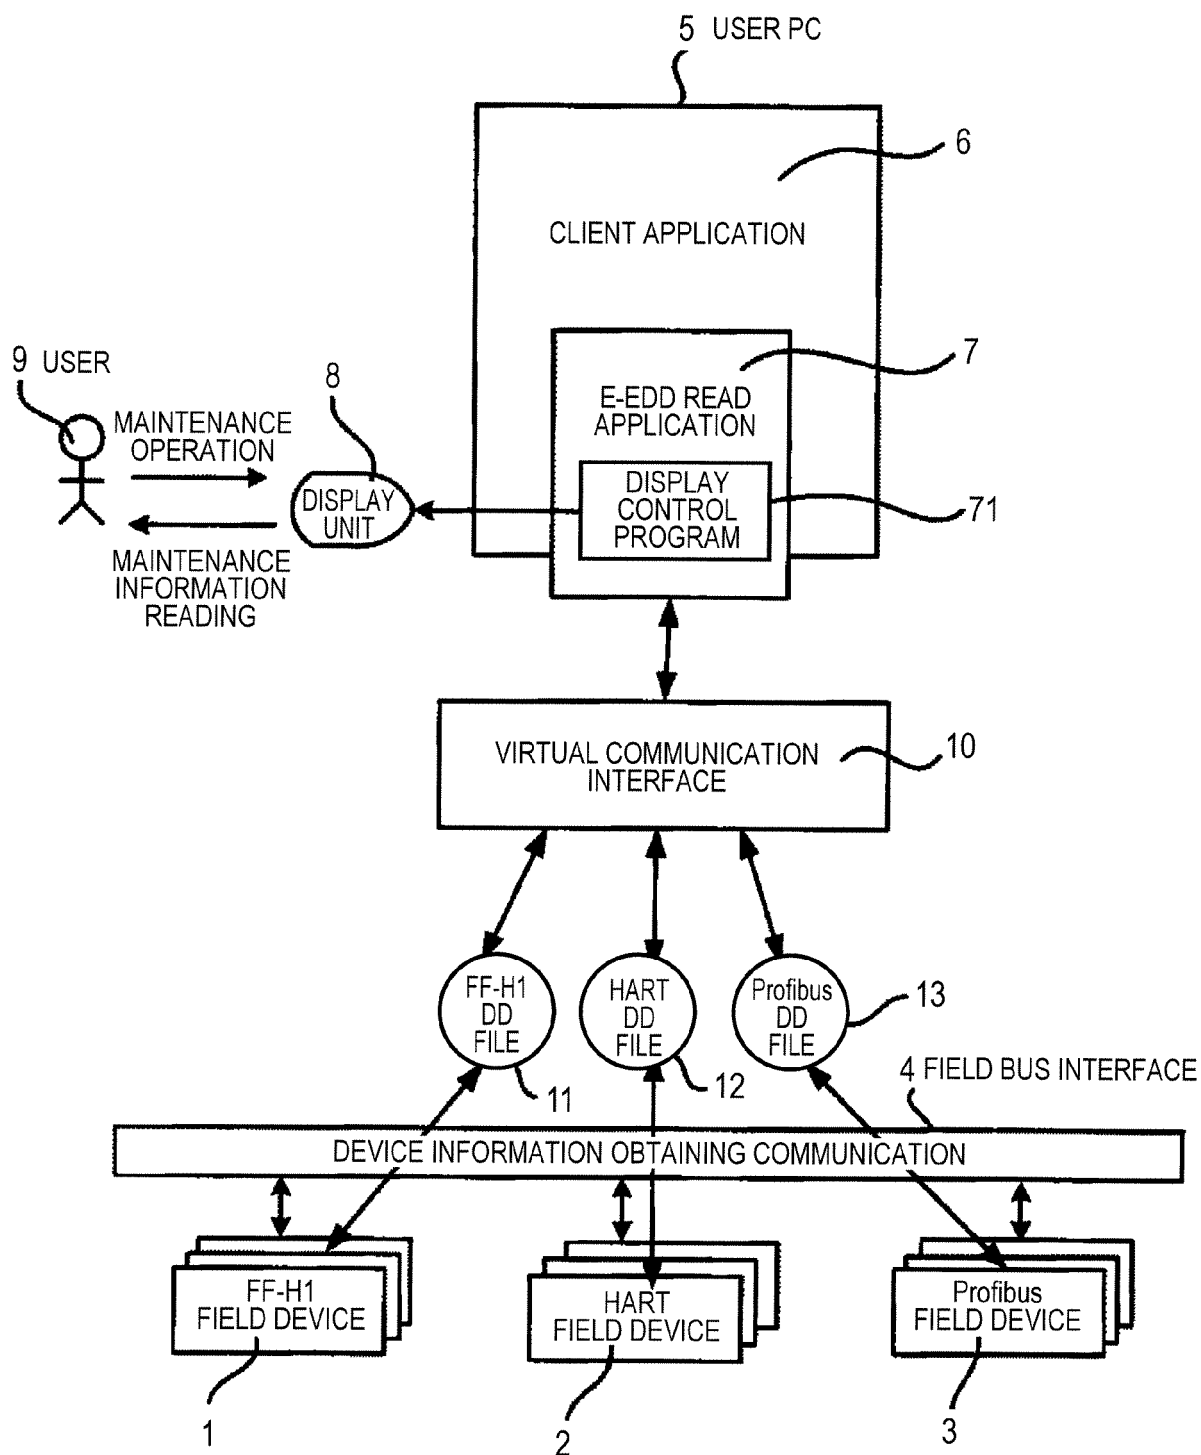 5 USER PC
6
CLIENT APPLICATION
7
E-EDD READ
APPLICATION
DISPLAY
CONTROL
PROGRAM
71
9 USER
MAINTENANCE
OPERATION
8
DISPLAY
UNIT
MAINTENANCE
INFORMATION
READING
VIRTUAL COMMUNICATION
INTERFACE
10
FF-H1
DD
FILE
11
HART
DD
FILE
12
Profibus
DD
FILE
13
4 FIELD BUS INTERFACE
DEVICE INFORMATION OBTAINING COMMUNICATION
FF-H1
FIELD DEVICE
1
HART
FIELD DEVICE
2
Profibus
FIELD DEVICE
3